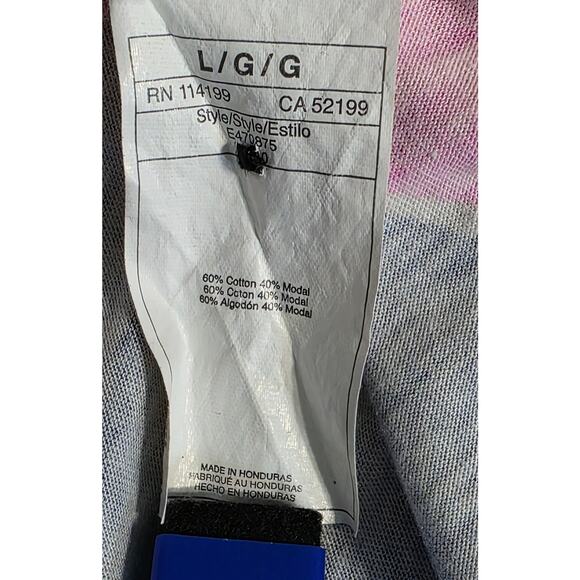 L/G/G
RN 114199 CA 52199
Style/Style/Estilo
E470875
60% Cotton 40% Modal
60% Coton 40% Modal
60% Algodón 40% Modal
MADE IN HONDURAS
FABRIQUÉ AU HONDURAS
HECHO EN HONDURAS